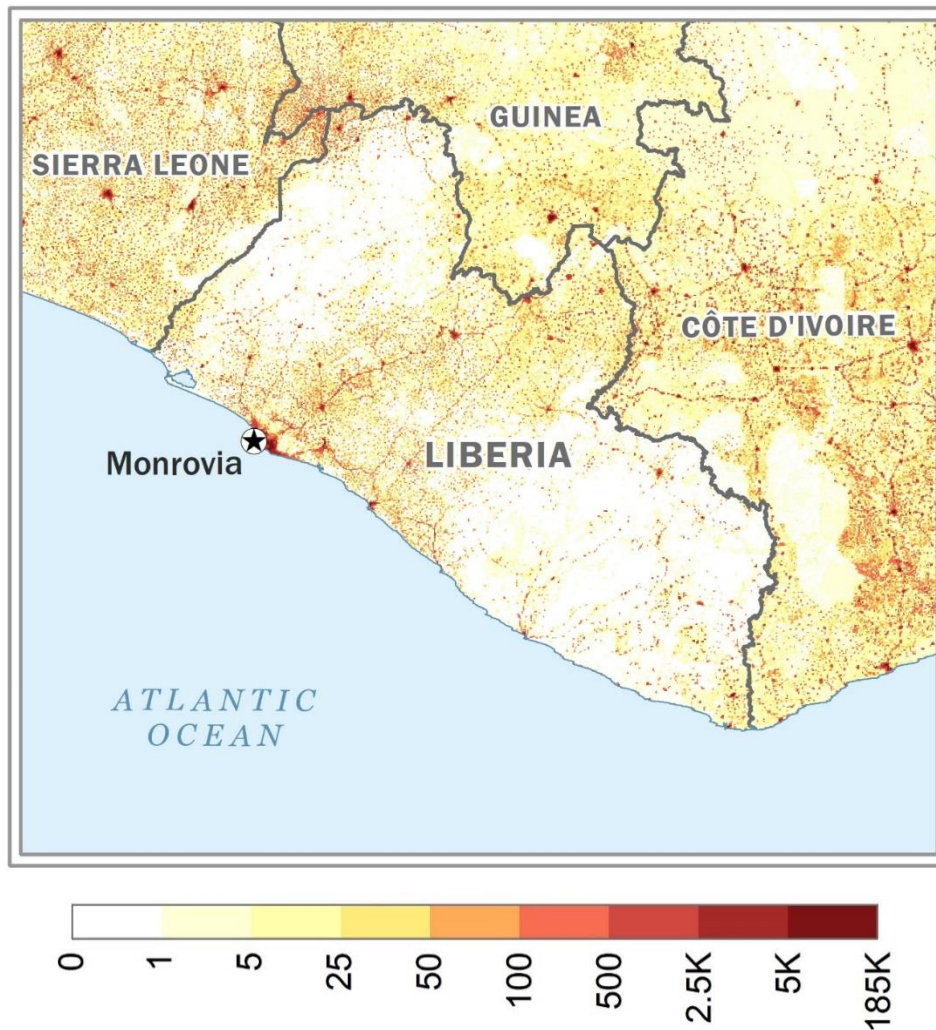 GUINEA
SIERRA LEONE
CÔTE D'IVOIRE
LIBERIA
Monrovia
ATLANTIC
OCEAN
0
1
5
25
50
100
500
2.5K
5K
185K